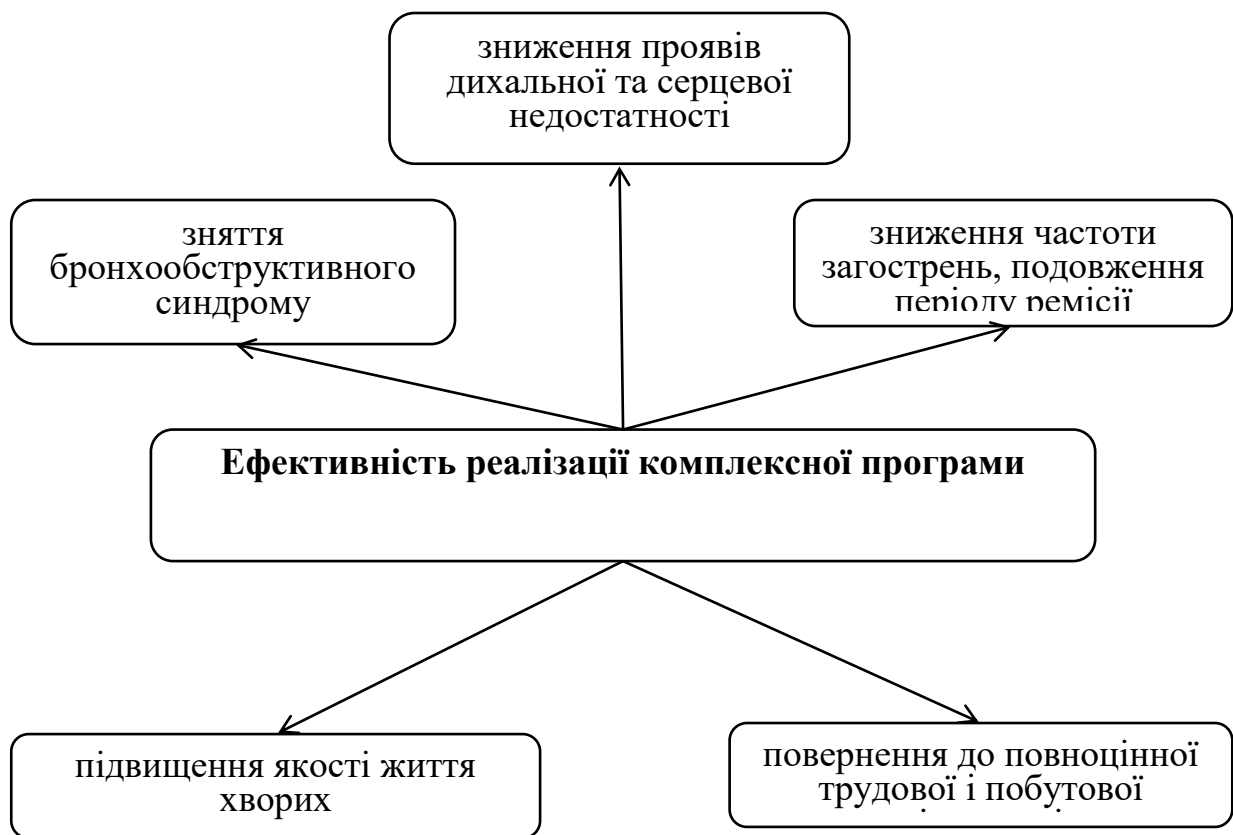 зниження проявів
дихальної та серцевої
недостатності
зняття
бронхообструктивного
синдрому
зниження частоти
загострень, подовження
періоду ремісії
Ефективність реалізації комплексної програми
підвищення якості життя
хворих
повернення до повноцінної
трудової і побутової